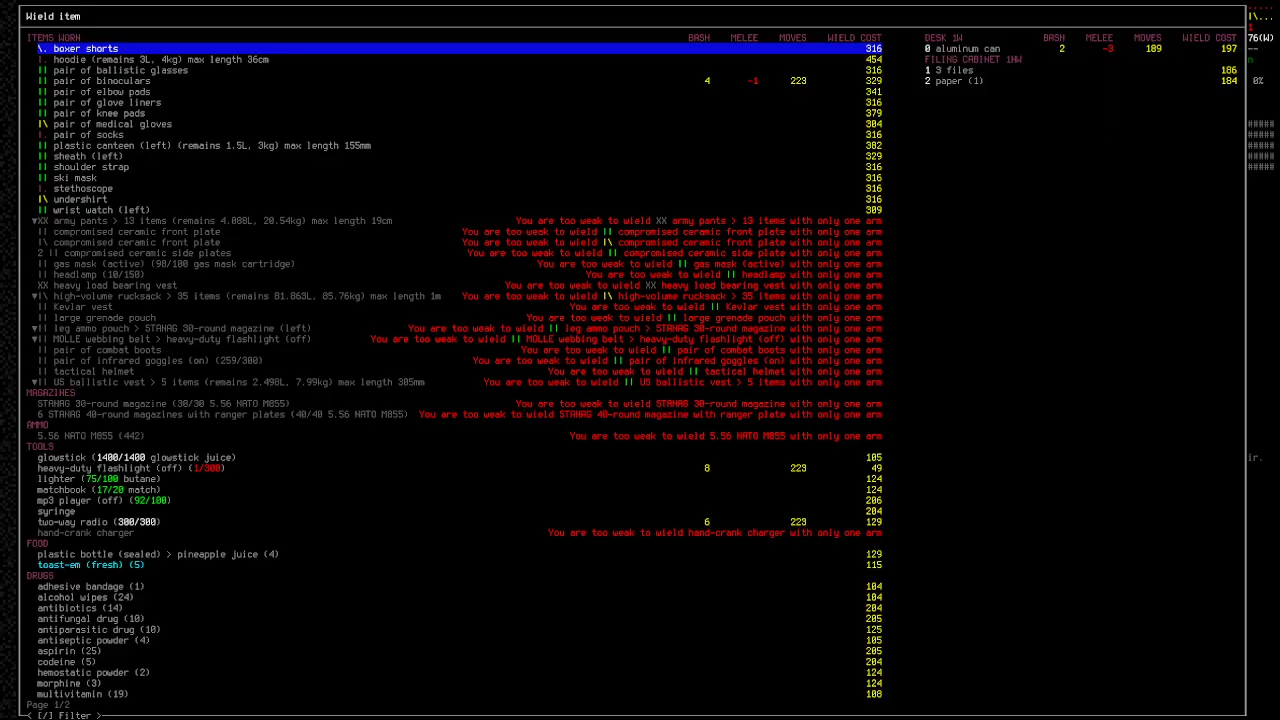 Wield item
ITEMS WORN BASH MELEE MOVES WIELD COST
\. boxer shorts 316
|. hoodie (remains 3L, 4kg) max length 36cm 454
|| pair of ballistic glasses 316
|| pair of binoculars 4 -1 223 329
|| pair of elbow pads 341
|| pair of glove liners 316
|| pair of knee pads 379
|\ pair of medical gloves 304
|. pair of socks 316
|| plastic canteen (left) (remains 1.5L, 3kg) max length 155mm 302
|| sheath (left) 329
|| shoulder strap 316
|| ski mask 316
|. stethoscope 316
|\ undershirt 316
|| wrist watch (left) 309
▼XX army pants > 13 items (remains 4.088L, 20.54kg) max length 19cm You are too weak to wield XX army pants > 13 items with only one arm
|| compromised ceramic front plate You are too weak to wield || compromised ceramic front plate with only one arm
|\ compromised ceramic front plate You are too weak to wield |\ compromised ceramic front plate with only one arm
2 || compromised ceramic side plates You are too weak to wield || compromised ceramic side plate with only one arm
|| gas mask (active) (98/100 gas mask cartridge) You are too weak to wield || gas mask (active) with only one arm
|| headlamp (10/150) You are too weak to wield || headlamp with only one arm
XX heavy load bearing vest You are too weak to wield XX heavy load bearing vest with only one arm
▼|\ high-volume rucksack > 35 items (remains 81.863L, 85.76kg) max length 1m You are too weak to wield |\ high-volume rucksack > 35 items with only one arm
|| Kevlar vest You are too weak to wield || Kevlar vest with only one arm
|| large grenade pouch You are too weak to wield || large grenade pouch with only one arm
▼|| leg ammo pouch > STANAG 30-round magazine (left) You are too weak to wield || leg ammo pouch > STANAG 30-round magazine with only one arm
▼|| MOLLE webbing belt > heavy-duty flashlight (off) You are too weak to wield || MOLLE webbing belt > heavy-duty flashlight (off) with only one arm
|| pair of combat boots You are too weak to wield || pair of combat boots with only one arm
|| pair of infrared goggles (on) (259/300) You are too weak to wield || pair of infrared goggles (on) with only one arm
|| tactical helmet You are too weak to wield || tactical helmet with only one arm
▼|| US ballistic vest > 5 items (remains 2.498L, 7.99kg) max length 305mm You are too weak to wield || US ballistic vest > 5 items with only one arm
MAGAZINES
STANAG 30-round magazine (30/30 5.56 NATO M855) You are too weak to wield STANAG 30-round magazine with only one arm
6 STANAG 40-round magazines with ranger plates (40/40 5.56 NATO M855) You are too weak to wield STANAG 40-round magazine with ranger plate with only one arm
AMMO
5.56 NATO M855 (442) You are too weak to wield 5.56 NATO M855 with only one arm
TOOLS
glowstick (1400/1400 glowstick juice) 105
heavy-duty flashlight (off) (1/300) 8 223 49
lighter (75/100 butane) 124
matchbook (17/20 match) 124
mp3 player (off) (92/100) 206
syringe 204
two-way radio (300/300) 6 223 129
hand-crank charger You are too weak to wield hand-crank charger with only one arm
FOOD
plastic bottle (sealed) > pineapple juice (4) 129
toast-em (fresh) (5) 115
DRUGS
adhesive bandage (1) 104
alcohol wipes (24) 104
antibiotics (14) 204
antifungal drug (10) 205
antiparasitic drug (10) 125
antiseptic powder (4) 105
aspirin (25) 205
codeine (5) 204
hemostatic powder (2) 124
morphine (3) 124
multivitamin (19) 108
Page 1/2
< [/] Filter >
DESK 1W BASH MELEE MOVES WIELD COST
0 aluminum can 2 -3 109 197
FILING CABINET 1NW
1 3 files 186
2 paper (1) 184
|\...
1
76(W)
--
n
0%
#####
#####
#####
#####
#####
ir.